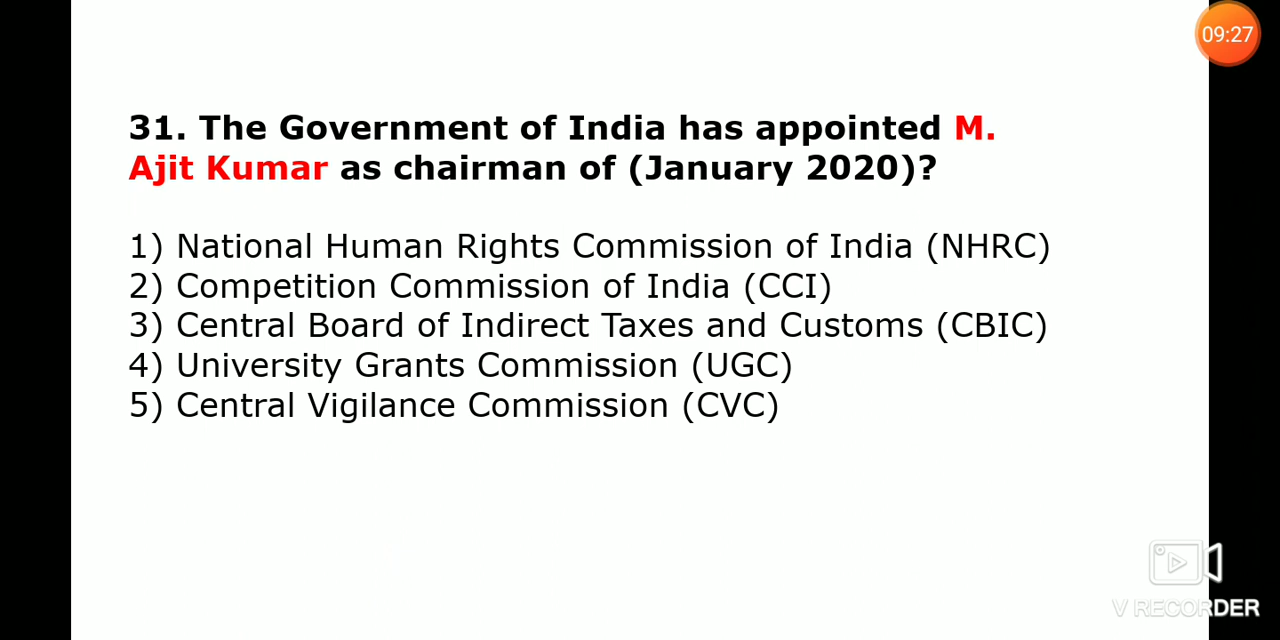 09:27
31. The Government of India has appointed M.
Ajit Kumar as chairman of (January 2020)?
1) National Human Rights Commission of India (NHRC)
2) Competition Commission of India (CCI)
3) Central Board of Indirect Taxes and Customs (CBIC)
4) University Grants Commission (UGC)
5) Central Vigilance Commission (CVC)
V RECORDER